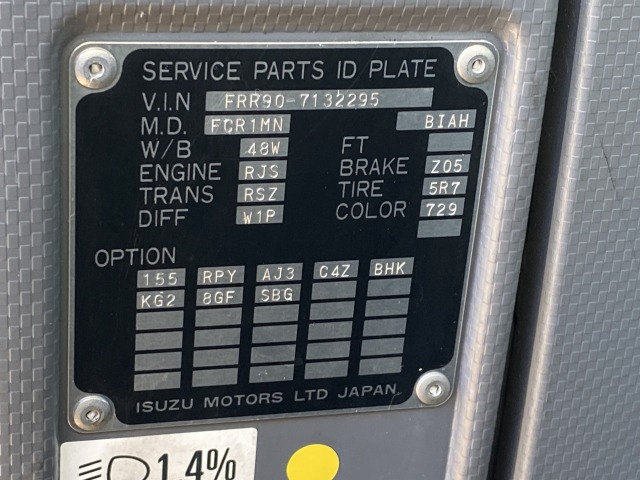 SERVICE PARTS ID PLATE
V.I.N FRR90-7132295
M.D. FCR1MN BIAH
W/B 48W FT
ENGINE RJS BRAKE Z05
TRANS RSZ TIRE 5R7
DIFF W1P COLOR 729
OPTION
155 RPY AJ3 C4Z BHK
KG2 8GF SBG
ISUZU MOTORS LTD JAPAN
1.4%